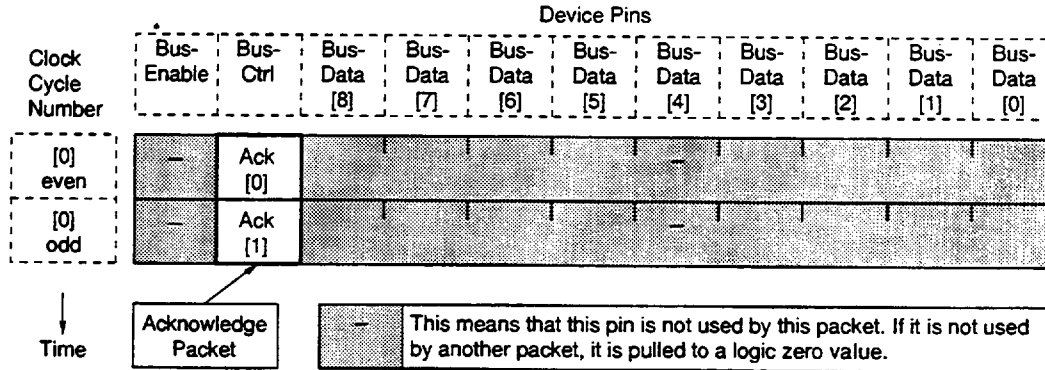 Device Pins
Clock Cycle Number
Bus-Enable Bus-Ctrl Bus-Data [8] Bus-Data [7] Bus-Data [6] Bus-Data [5] Bus-Data [4] Bus-Data [3] Bus-Data [2] Bus-Data [1] Bus-Data [0]
[0] even – Ack [0] –
[0] odd – Ack [1] –
Time
Acknowledge
Packet
– This means that this pin is not used by this packet. If it is not used
by another packet, it is pulled to a logic zero value.